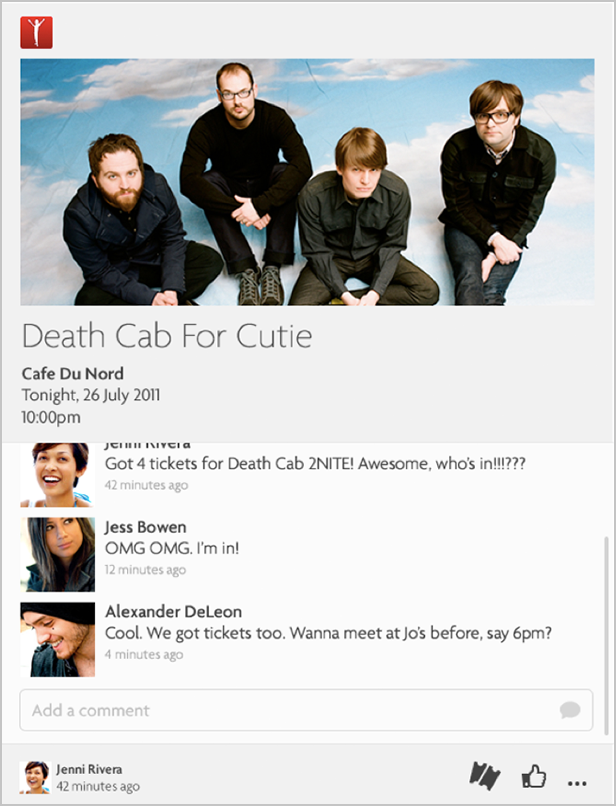 Death Cab For Cutie
Cafe Du Nord
Tonight, 26 July 2011
10:00pm
Jenni Rivera
Got 4 tickets for Death Cab 2NITE! Awesome, who's in!!!???
42 minutes ago
Jess Bowen
OMG OMG. I'm in!
12 minutes ago
Alexander DeLeon
Cool. We got tickets too. Wanna meet at Jo's before, say 6pm?
4 minutes ago
Add a comment
Jenni Rivera
42 minutes ago